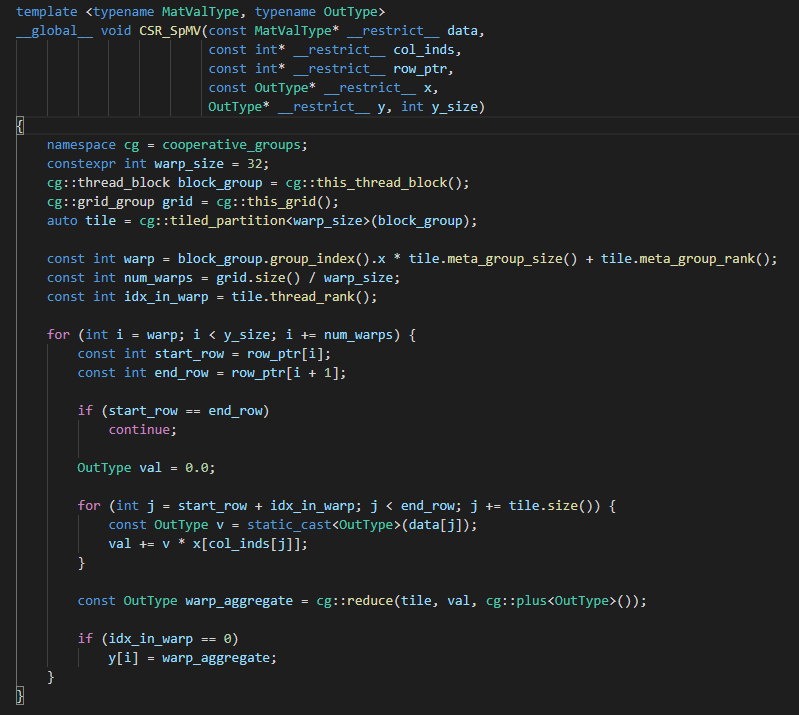 template <typename MatValType, typename OutType>
__global__ void CSR_SpMV(const MatValType* __restrict__ data,
                         const int* __restrict__ col_inds,
                         const int* __restrict__ row_ptr,
                         const OutType* __restrict__ x,
                         OutType* __restrict__ y, int y_size)
{
    namespace cg = cooperative_groups;
    constexpr int warp_size = 32;
    cg::thread_block block_group = cg::this_thread_block();
    cg::grid_group grid = cg::this_grid();
    auto tile = cg::tiled_partition<warp_size>(block_group);

    const int warp = block_group.group_index().x * tile.meta_group_size() + tile.meta_group_rank();
    const int num_warps = grid.size() / warp_size;
    const int idx_in_warp = tile.thread_rank();

    for (int i = warp; i < y_size; i += num_warps) {
        const int start_row = row_ptr[i];
        const int end_row = row_ptr[i + 1];

        if (start_row == end_row)
            continue;

        OutType val = 0.0;

        for (int j = start_row + idx_in_warp; j < end_row; j += tile.size()) {
            const OutType v = static_cast<OutType>(data[j]);
            val += v * x[col_inds[j]];
        }

        const OutType warp_aggregate = cg::reduce(tile, val, cg::plus<OutType>());

        if (idx_in_warp == 0)
            y[i] = warp_aggregate;
    }
}